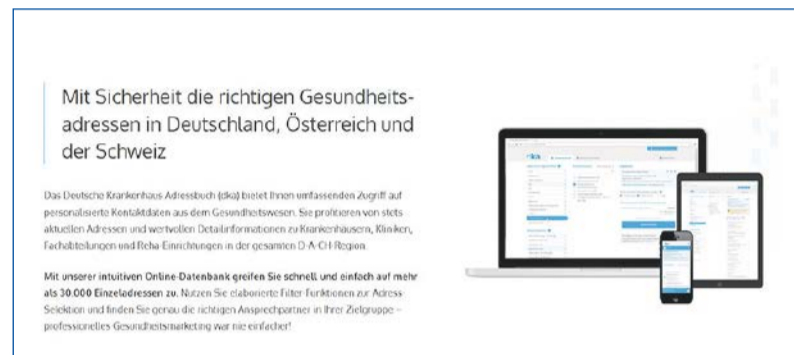 Mit Sicherheit die richtigen Gesundheits-
adressen in Deutschland, Österreich und
der Schweiz
Das Deutsche Krankenhaus Adressbuch (dka) bietet Ihnen umfassenden Zugriff auf
personalisierte Kontaktdaten aus dem Gesundheitswesen. Sie profitieren von stets
aktuellen Adressen und wertvollen Detailinformationen zu Krankenhäusern, Kliniken,
Fachabteilungen und Reha-Einrichtungen in der gesamten D-A-CH-Region.
Mit unserer intuitiven Online-Datenbank greifen Sie schnell und einfach auf mehr
als 30.000 Einzeladressen zu. Nutzen Sie elaborierte Filter-Funktionen zur Adress-
Selektion und finden Sie genau die richtigen Ansprechpartner in Ihrer Zielgruppe –
professionelles Gesundheitsmarketing war nie einfacher!
dka